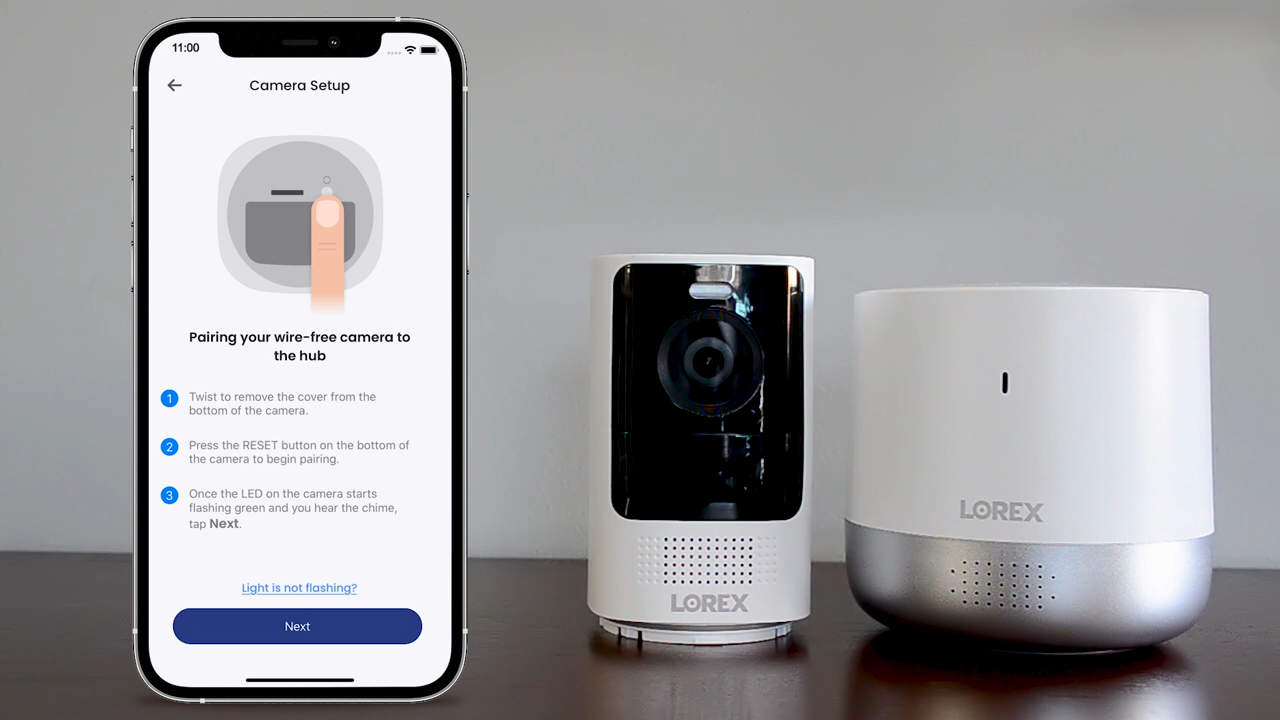 11:00
Camera Setup
Pairing your wire-free camera to
the hub
1 Twist to remove the cover from the
bottom of the camera.
2 Press the RESET button on the bottom of
the camera to begin pairing.
3 Once the LED on the camera starts
flashing green and you hear the chime,
tap Next.
Light is not flashing?
Next
LOREX
LOREX